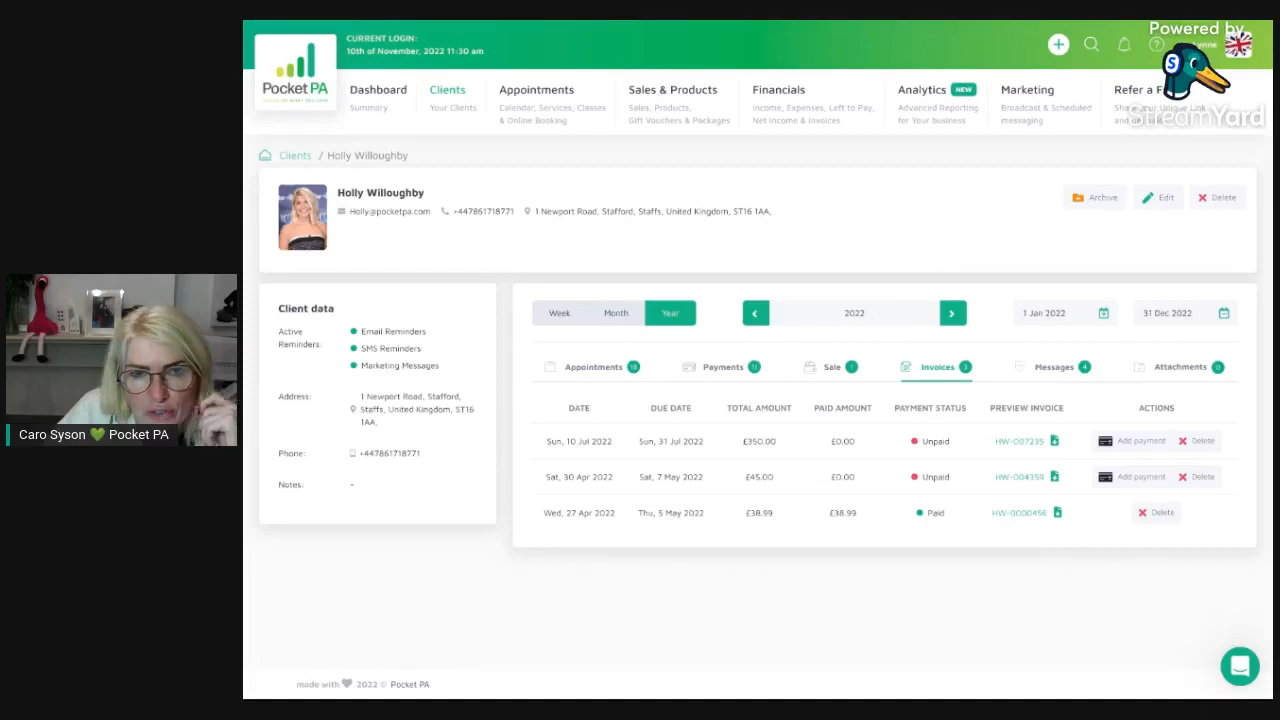 Powered by
StreamYard
PocketPA
CURRENT LOGIN:
10th of November, 2022 11:30 am
Dashboard
Summary
Clients
Your Clients
Appointments
Calendar, Services, Classes
& Online Booking
Sales & Products
Sales, Products,
Gift Vouchers & Packages
Financials
Income, Expenses, Left to Pay,
Net Income & Invoices
Analytics NEW
Advanced Reporting
for Your business
Marketing
Broadcast & Scheduled
messaging
Refer a
Clients / Holly Willoughby
Holly Willoughby
Holly@pocketpa.com +447861718771 1 Newport Road, Stafford, Staffs, United Kingdom, ST16 1AA,
Archive Edit Delete
Client data
Active
Reminders:
Email Reminders
SMS Reminders
Marketing Messages
Address:
1 Newport Road, Stafford,
Staffs, United Kingdom, ST16
1AA,
Phone: +447861718771
Notes: -
Week Month Year 2022 1 Jan 2022 31 Dec 2022
Appointments 18 Payments 11 Sale 1 Invoices 3 Messages 4 Attachments 0
DATE DUE DATE TOTAL AMOUNT PAID AMOUNT PAYMENT STATUS PREVIEW INVOICE ACTIONS
Sun, 10 Jul 2022 Sun, 31 Jul 2022 £350.00 £0.00 Unpaid HW-007235 Add payment Delete
Sat, 30 Apr 2022 Sat, 7 May 2022 £45.00 £0.00 Unpaid HW-004359 Add payment Delete
Wed, 27 Apr 2022 Thu, 5 May 2022 £38.99 £38.99 Paid HW-0000456 Delete
made with 2022 © Pocket PA
Caro Syson 💚 Pocket PA